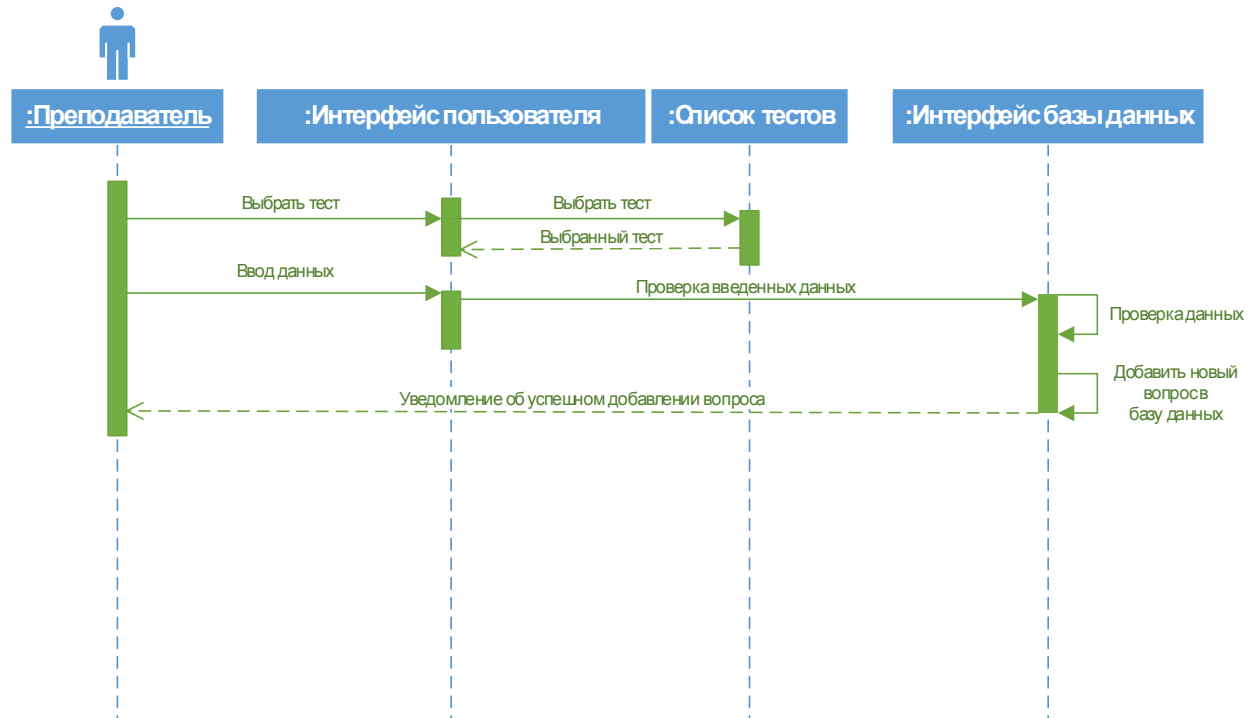 :Преподаватель
:Интерфейс пользователя
:Список тестов
:Интерфейс базы данных
Выбрать тест
Выбрать тест
Выбранный тест
Ввод данных
Проверка введенных данных
Проверка данных
Добавить новый
вопрос в
базу данных
Уведомление об успешном добавлении вопроса